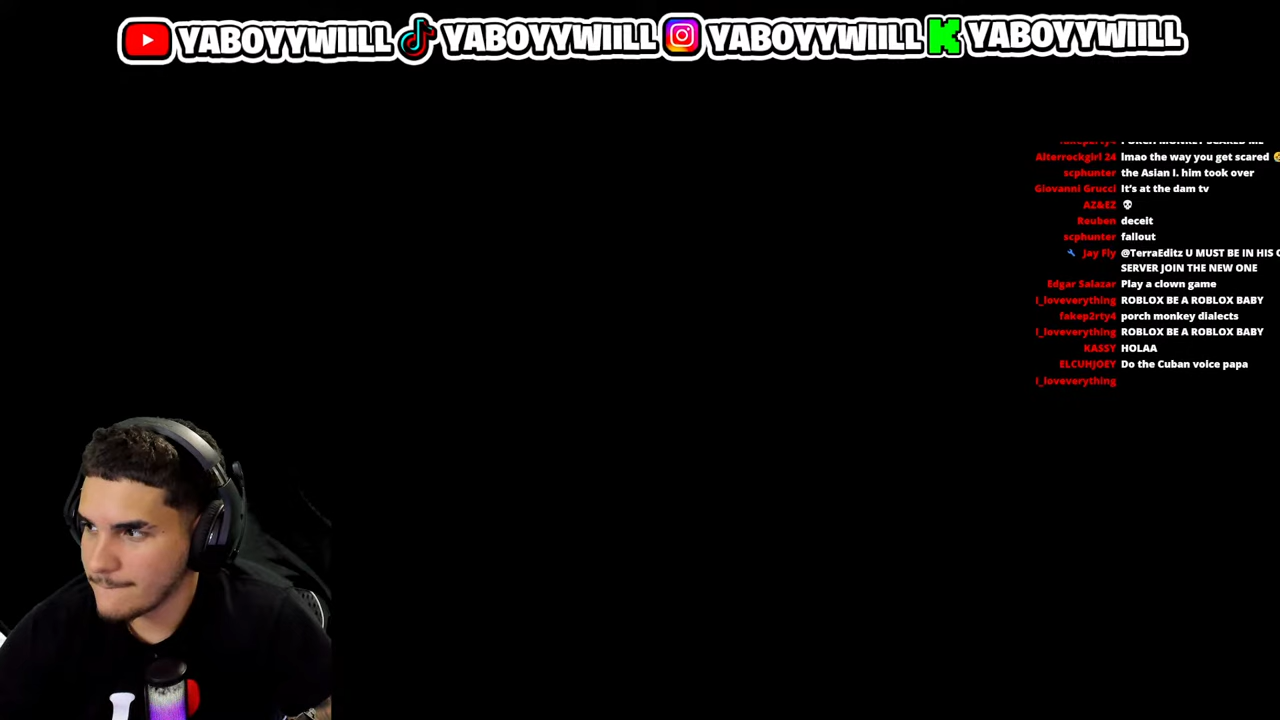 YABOYYWIILL YABOYYWIILL YABOYYWIILL YABOYYWIILL
Alterrockgirl 24 lmao the way you get scared
scphunter the Asian I. him took over
Giovanni Grucci It's at the dam tv
AZ&EZ 💀
Reuben deceit
scphunter fallout
Jay Fly @TerraEditz U MUST BE IN HIS
SERVER JOIN THE NEW ONE
Edgar Salazar Play a clown game
I_loveverything ROBLOX BE A ROBLOX BABY
fakep2rty4 porch monkey dialects
I_loveverything ROBLOX BE A ROBLOX BABY
KASSY HOLAA
ELCUHJOEY Do the Cuban voice papa
I_loveverything